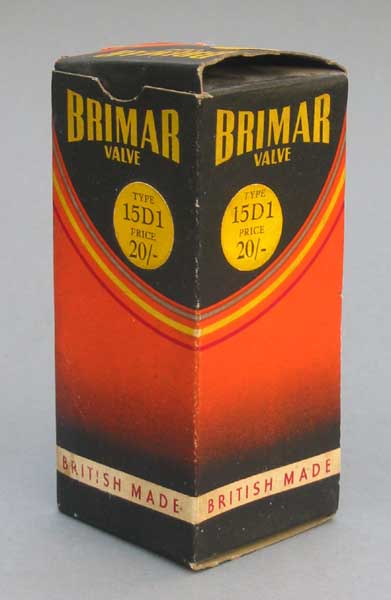 BRIMAR
VALVE
TYPE
15D1
PRICE
20/-
BRITISH MADE
BRIMAR
VALVE
TYPE
15D1
PRICE
20/-
BRITISH MADE